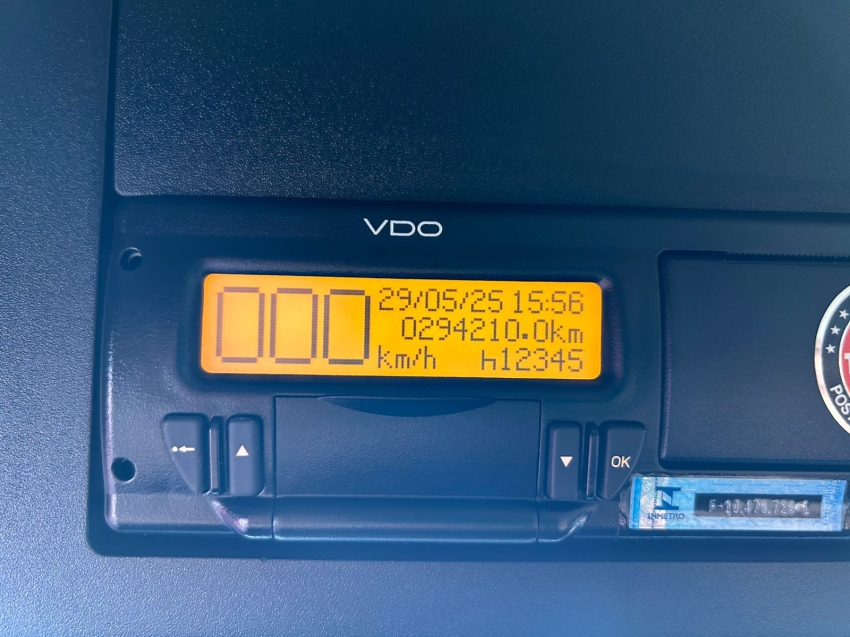 VDO
000
29/05/25 15:56
0294210.0km
km/h h12345
OK
INMETRO